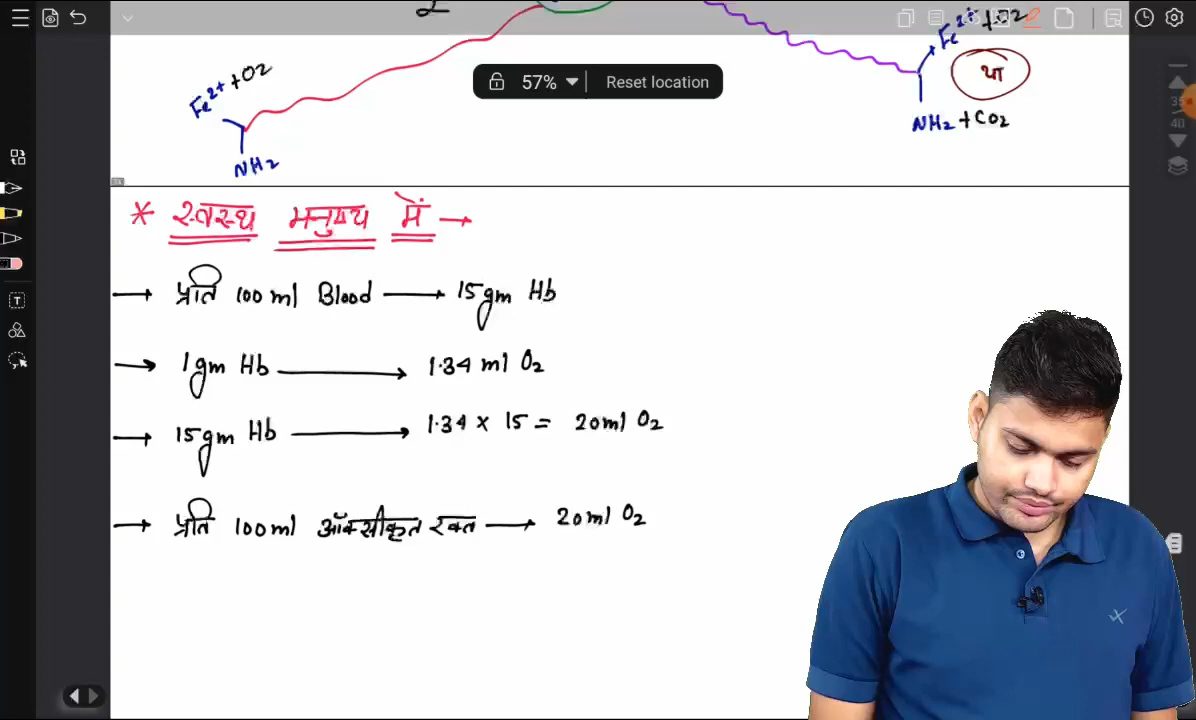 57% Reset location
Fe2+ + O2
NH2
Fe2+ + O2
या
NH2 + CO2
* स्वस्थ मनुष्य में →
→ प्रति 100 ml Blood → 15gm Hb
→ 1gm Hb → 1.34 ml O2
→ 15gm Hb → 1.34 x 15 = 20ml O2
→ प्रति 100ml ऑक्सीकृत रक्त → 20ml O2